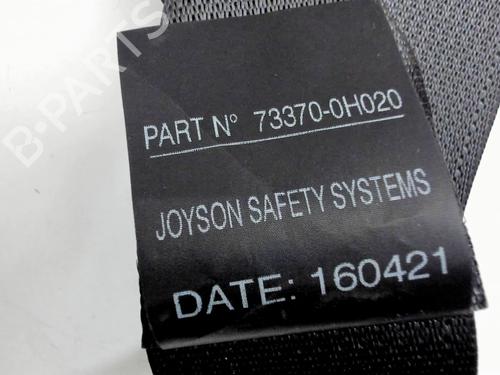 B-PARTS
PART N° 73370-0H020
JOYSON SAFETY SYSTEMS
DATE: 160421